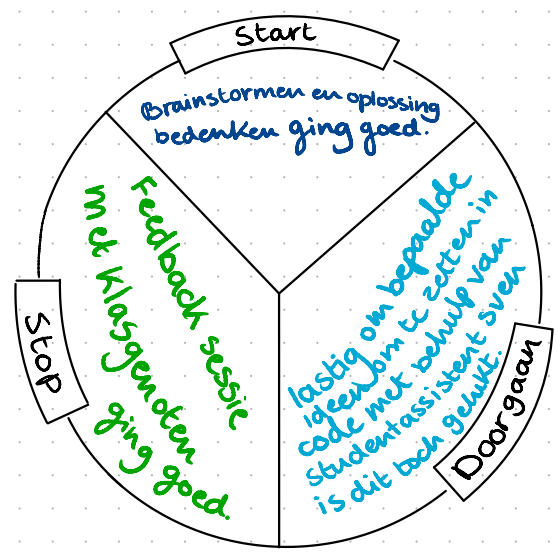 Start
Brainstormen en oplossing
bedenken ging goed.
Stop
Feedback sessie
met klasgenoten
ging goed.
Doorgaan
lastig om bepaalde
ideen om te zetten in
code met behulp van
studentassistent sven
is dit toch gelukt.